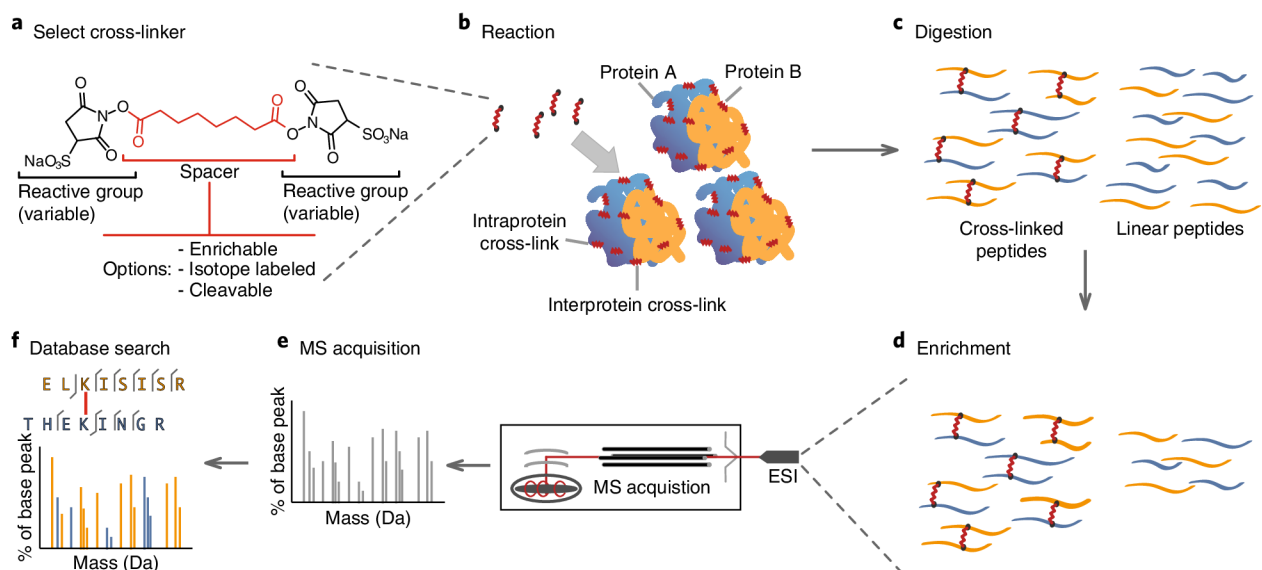 a Select cross-linker
O
O
O
N
O
O
O
O
N
O
O
SO3Na
NaO3S
Spacer
Reactive group
(variable)
Reactive group
(variable)
- Enrichable
Options: - Isotope labeled
- Cleavable
b Reaction
Protein A
Protein B
Intraprotein
cross-link
Interprotein cross-link
c Digestion
Cross-linked
peptides
Linear peptides
d Enrichment
e MS acquisition
% of base peak
Mass (Da)
MS acquistion
ESI
f Database search
E L K I S I S R
T H E K I N G R
% of base peak
Mass (Da)